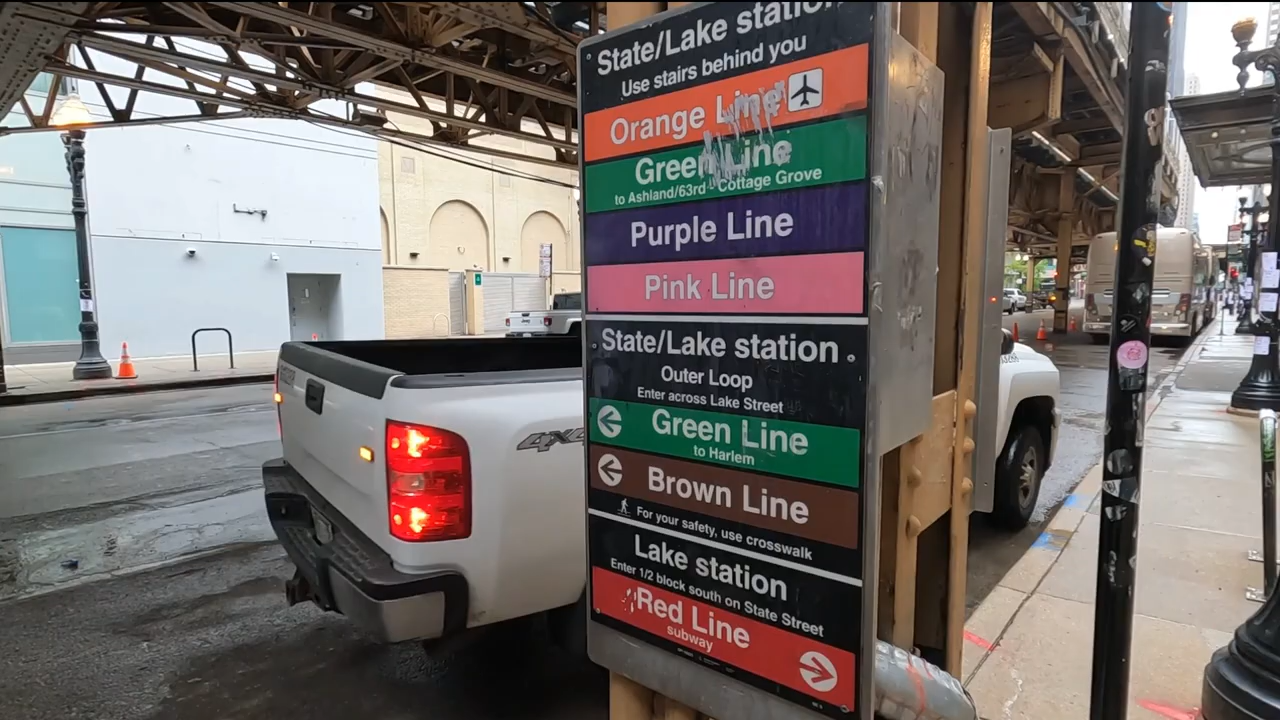 State/Lake station
Use stairs behind you
Orange Line
Green Line
to Ashland/63rd - Cottage Grove
Purple Line
Pink Line
State/Lake station
Outer Loop
Enter across Lake Street
Green Line
to Harlem
Brown Line
For your safety, use crosswalk
Lake station
Enter 1/2 block south on State Street
Red Line
subway
4X4